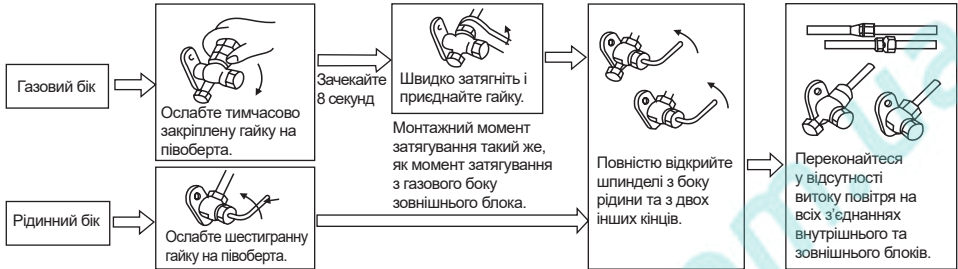 Газовий бік
Ослабте тимчасово
закріплену гайку на
півоберта.
Зачекайте
8 секунд
Швидко затягніть і
приєднайте гайку.
Монтажний момент
затягування такий же,
як момент затягування
з газового боку
зовнішнього блока.
Рідинний бік
Ослабте шестигранну
гайку на півоберта.
Повністю відкрийте
шпинделі з боку
рідини та з двох
інших кінців.
Переконайтеся
у відсутності
витоку повітря на
всіх з’єднаннях
внутрішнього та
зовнішнього блоків.
om.ua